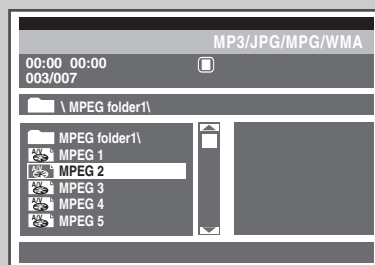 MP3/JPG/MPG/WMA
00:00 00:00
003/007
\ MPEG folder1\
MPEG folder1\
MPEG 1
MPEG 2
MPEG 3
MPEG 4
MPEG 5